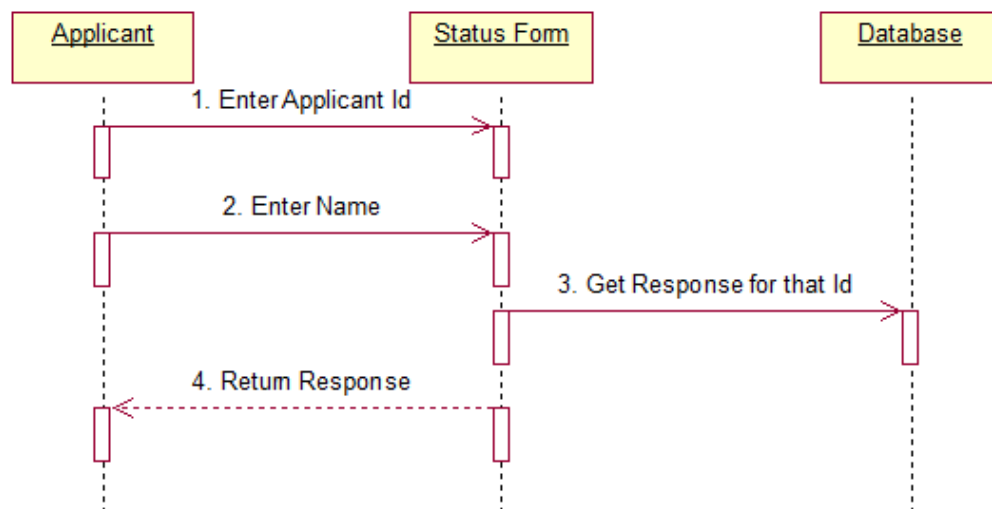 Applicant
Status Form
Database
1. Enter Applicant Id
2. Enter Name
3. Get Response for that Id
4. Return Response